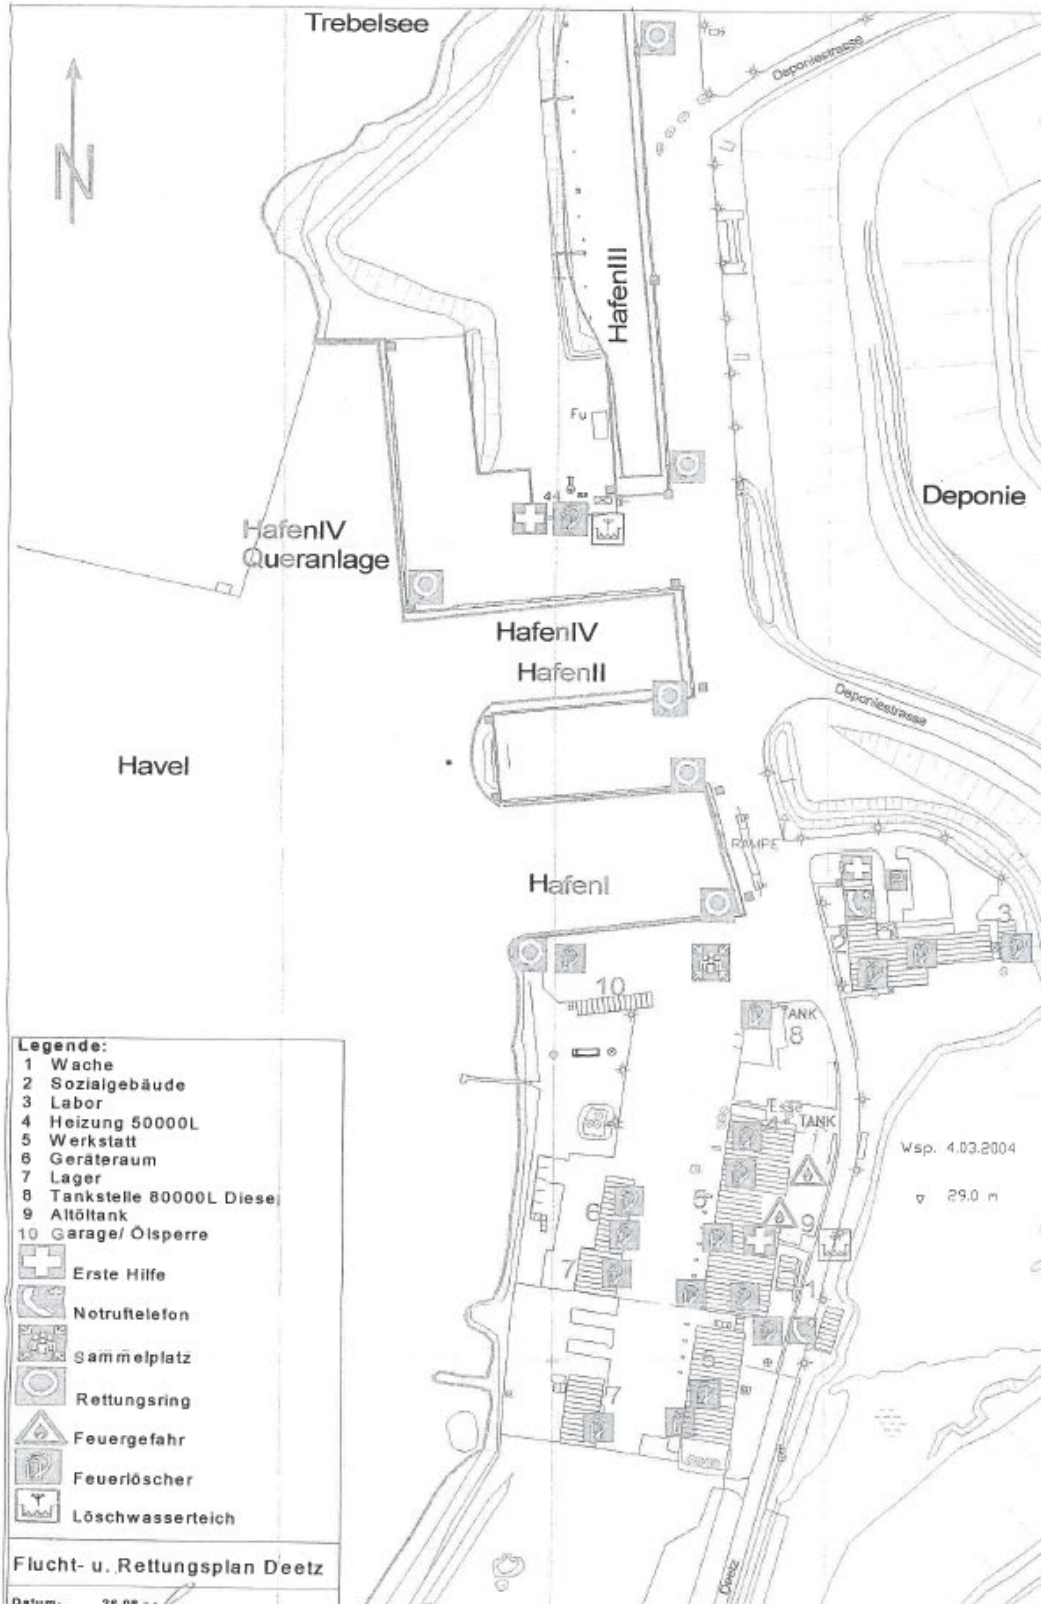 Trebelsee
Deponiestrasse
N
HafenIII
Fu
Deponie
HafenIV
Queranlage
HafenIV
HafenII
Deponiestrasse
Havel
RAMPE
HafenI
3
10
TANK
8
Esse
TANK
Wsp. 4.03.2004
29.0 m
6
5
9
7
1
7
Deetz
Legende:
1 Wache
2 Sozialgebäude
3 Labor
4 Heizung 50000L
5 Werkstatt
6 Geräteraum
7 Lager
8 Tankstelle 80000L Diesel
9 Altöltank
10 Garage/ Ölsperre
Erste Hilfe
Notruftelefon
Sammelplatz
Rettungsring
Feuergefahr
Feuerlöscher
Löschwasserteich
Flucht- u. Rettungsplan Deetz
Datum: